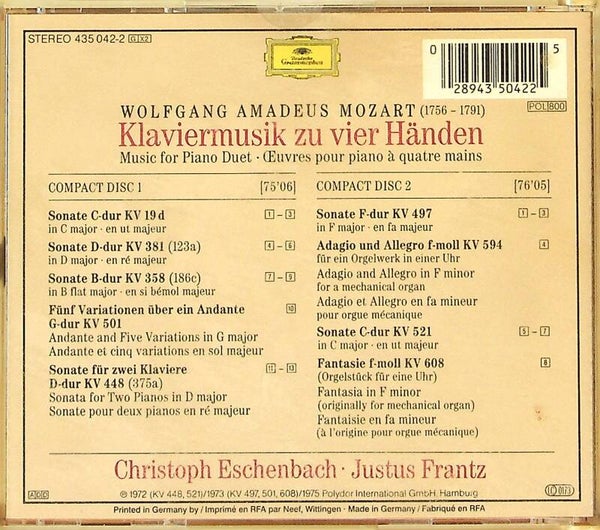 STEREO 435 042-2 G X2
Deutsche
Grammophon
0 28943 50422 5
POL 800
WOLFGANG AMADEUS MOZART (1756 – 1791)
Klaviermusik zu vier Händen
Music for Piano Duet · Œuvres pour piano à quatre mains
COMPACT DISC 1 [75'06]
Sonate C-dur KV 19 d 1 – 3
in C major · en ut majeur
Sonate D-dur KV 381 (123a) 4 – 6
in D major · en ré majeur
Sonate B-dur KV 358 (186c) 7 – 9
in B flat major · en si bémol majeur
Fünf Variationen über ein Andante 10
G-dur KV 501
Andante and Five Variations in G major
Andante et cinq variations en sol majeur
Sonate für zwei Klaviere 11 – 13
D-dur KV 448 (375a)
Sonata for Two Pianos in D major
Sonate pour deux pianos en ré majeur
COMPACT DISC 2 [76'05]
Sonate F-dur KV 497 1 – 3
in F major · en fa majeur
Adagio und Allegro f-moll KV 594 4
für ein Orgelwerk in einer Uhr
Adagio and Allegro in F minor
for a mechanical organ
Adagio et Allegro en fa mineur
pour orgue mécanique
Sonate C-dur KV 521 5 – 7
in C major · en ut majeur
Fantasie f-moll KV 608 8
(Orgelstück für eine Uhr)
Fantasia in F minor
(originally for mechanical organ)
Fantaisie en fa mineur
(à l'origine pour orgue mécanique)
Christoph Eschenbach · Justus Frantz
ADD
℗ 1972 (KV 448, 521)/1973 (KV 497, 501, 608)/1975 Polydor International GmbH, Hamburg
LC 0173
Printed in Germany by / Imprimé en RFA par Neef, Wittingen · Made in Germany / Fabriqué en RFA